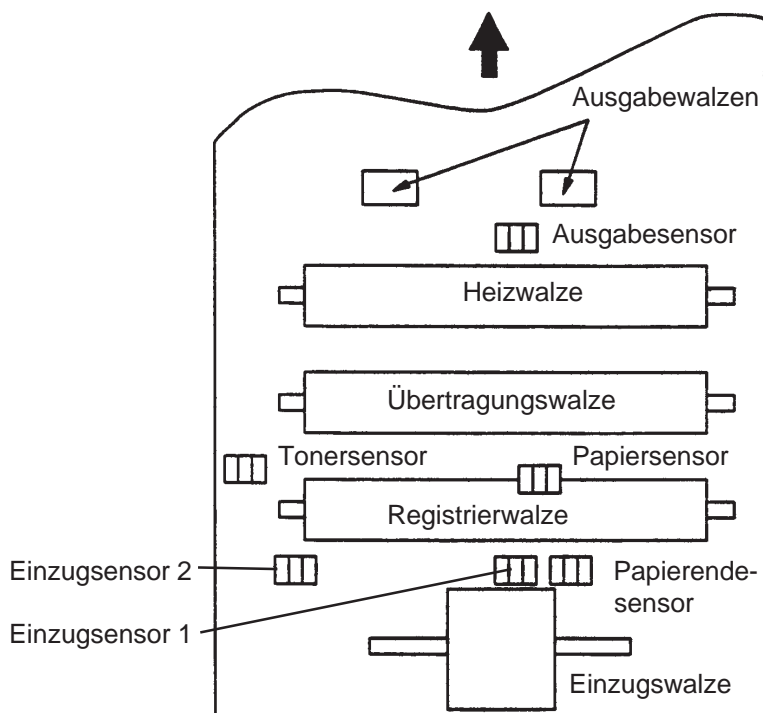 Ausgabewalzen
Ausgabesensor
Heizwalze
Übertragungswalze
Tonersensor
Papiersensor
Registrierwalze
Einzugsensor 2
Papierende-
sensor
Einzugsensor 1
Einzugswalze